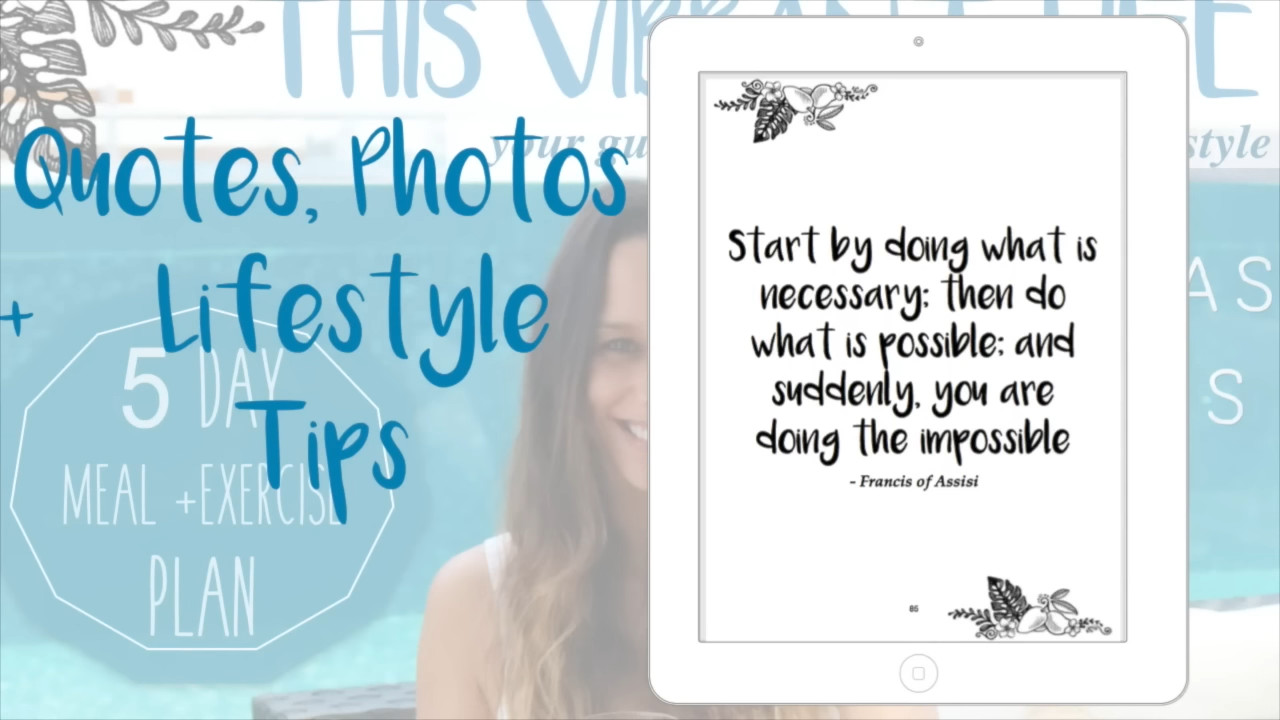 THIS
your gu
style
Quotes, Photos
+ Lifestyle
Tips
5 DAY
MEAL +EXERCISE
PLAN
AS
S
Start by doing what is
necessary; then do
what is possible; and
suddenly, you are
doing the impossible
- Francis of Assisi
85